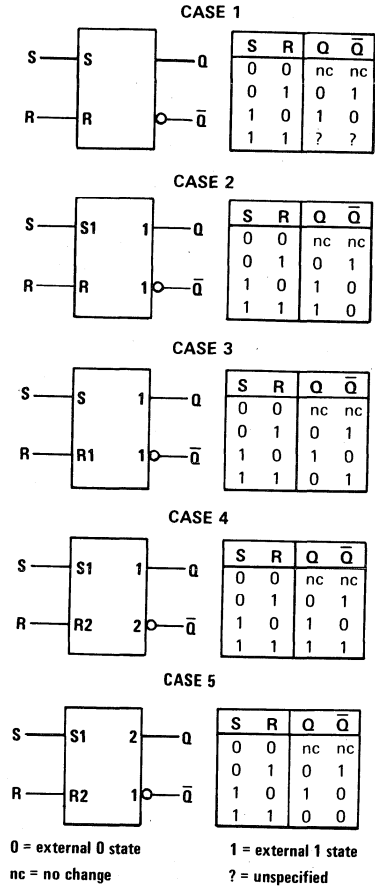 CASE 1
S S Q
R R Q̅
S R Q Q̅
0 0 nc nc
0 1 0 1
1 0 1 0
1 1 ? ?
CASE 2
S S1 1 Q
R R 1 Q̅
S R Q Q̅
0 0 nc nc
0 1 0 1
1 0 1 0
1 1 1 0
CASE 3
S S 1 Q
R R1 1 Q̅
S R Q Q̅
0 0 nc nc
0 1 0 1
1 0 1 0
1 1 0 1
CASE 4
S S1 1 Q
R R2 2 Q̅
S R Q Q̅
0 0 nc nc
0 1 0 1
1 0 1 0
1 1 1 1
CASE 5
S S1 2 Q
R R2 1 Q̅
S R Q Q̅
0 0 nc nc
0 1 0 1
1 0 1 0
1 1 0 0
0 = external 0 state 1 = external 1 state
nc = no change ? = unspecified